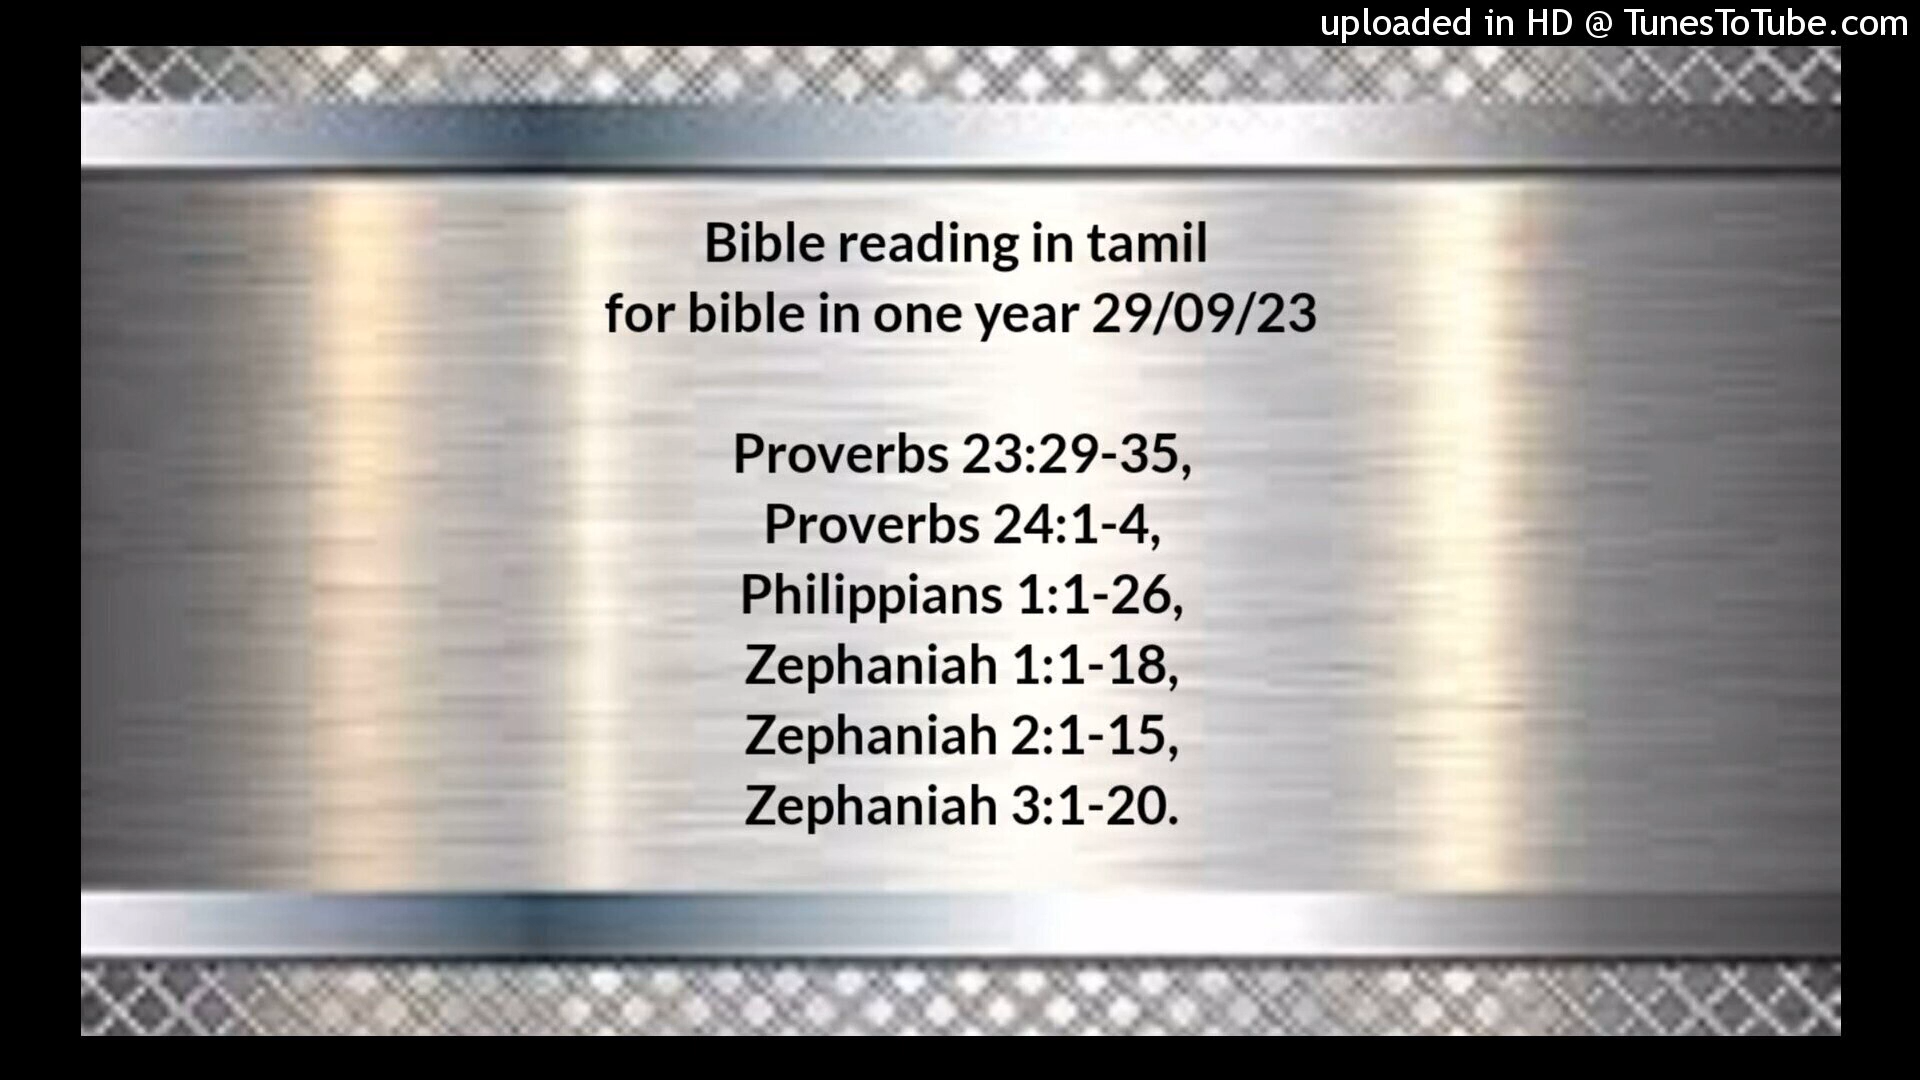 uploaded in HD @ TunesToTube.com
Bible reading in tamil
for bible in one year 29/09/23
Proverbs 23:29-35,
Proverbs 24:1-4,
Philippians 1:1-26,
Zephaniah 1:1-18,
Zephaniah 2:1-15,
Zephaniah 3:1-20.